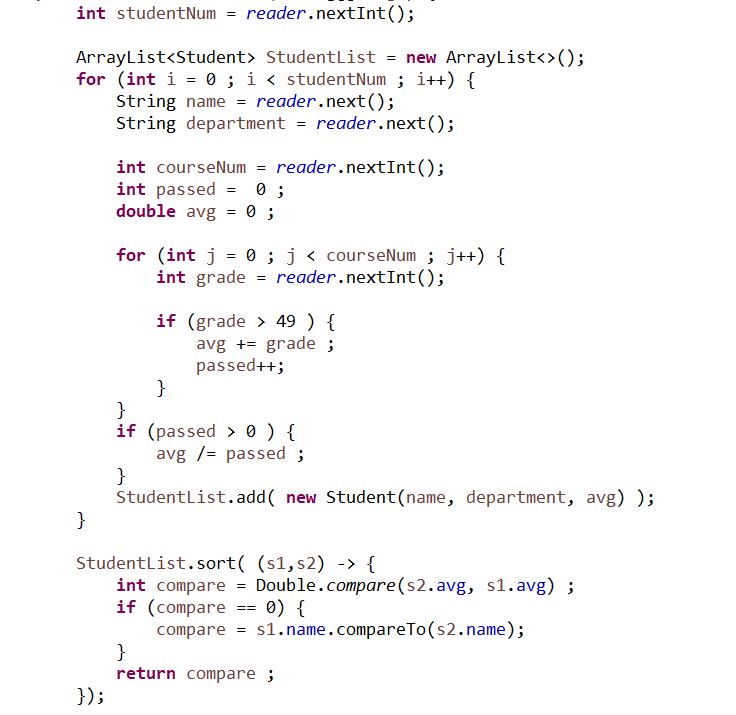 int studentNum = reader.nextInt();
ArrayList<Student> StudentList = new ArrayList<>();
for (int i = 0 ; i < studentNum ; i++) {
String name = reader.next();
String department = reader.next();
int courseNum = reader.nextInt();
int passed =  0 ;
double avg = 0 ;
for (int j = 0 ; j < courseNum ; j++) {
int grade = reader.nextInt();
if (grade > 49 ) {
avg += grade ;
passed++;
}
}
if (passed > 0 ) {
avg /= passed ;
}
StudentList.add( new Student(name, department, avg) );
}
StudentList.sort( (s1,s2) -> {
int compare = Double.compare(s2.avg, s1.avg) ;
if (compare == 0) {
compare = s1.name.compareTo(s2.name);
}
return compare ;
});